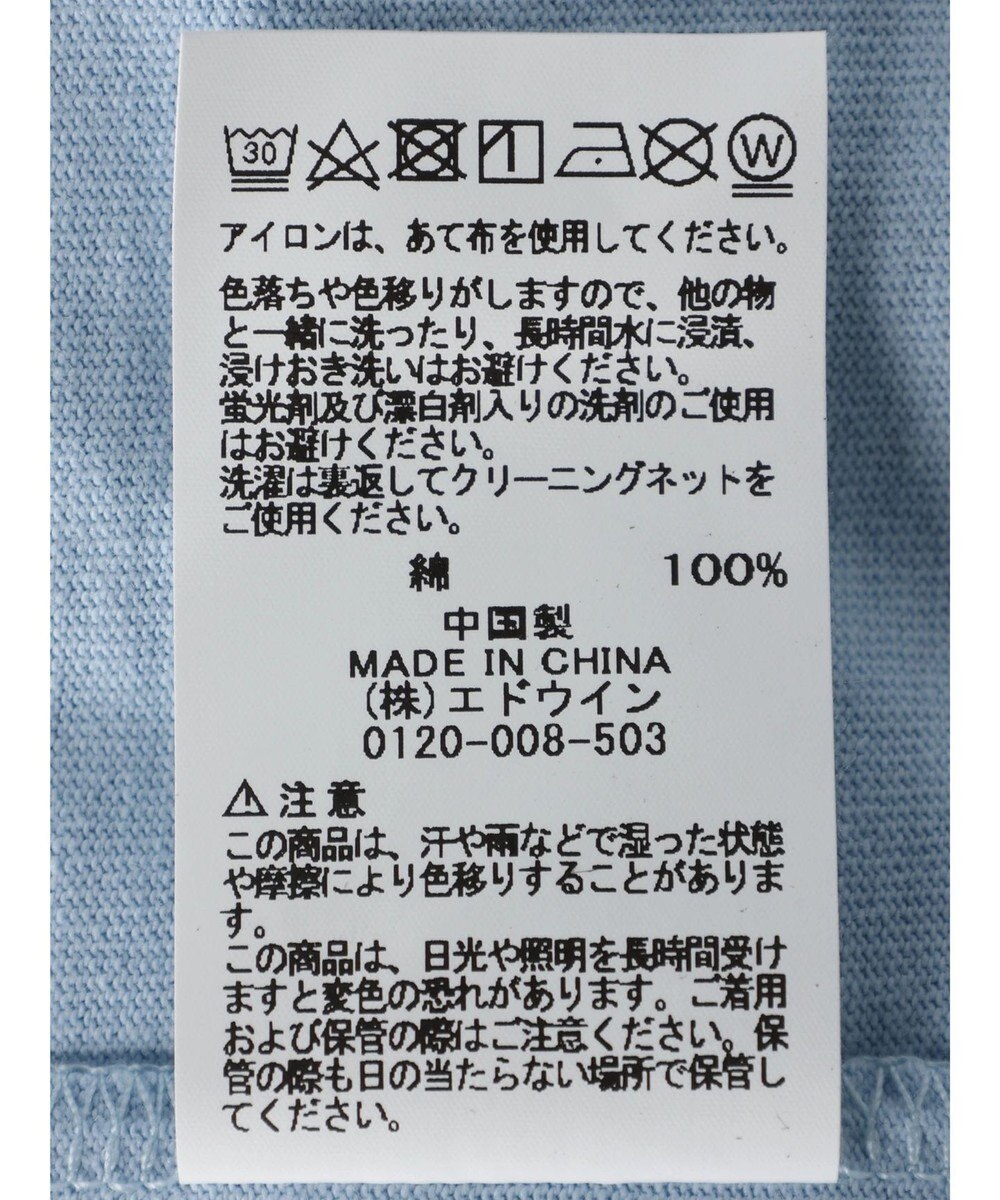 30 W
アイロンは、あて布を使用してください。
色落ちや色移りがしますので、他の物
と一緒に洗ったり、長時間水に浸漬、
浸けおき洗いはお避けください。
蛍光剤及び漂白剤入りの洗剤のご使用
はお避けください。
洗濯は裏返してクリーニングネットを
ご使用ください。
綿 100%
中国製
MADE IN CHINA
(株)エドウイン
0120-008-503
⚠注意
この商品は、汗や雨などで湿った状態
や摩擦により色移りすることがありま
す。
この商品は、日光や照明を長時間受け
ますと変色の恐れがあります。ご着用
および保管の際はご注意ください。保
管の際も日の当たらない場所で保管し
てください。